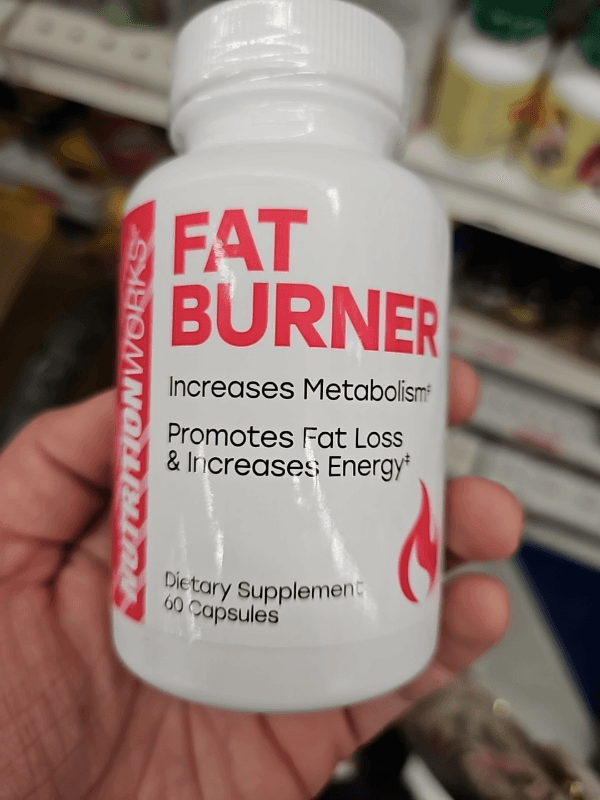 NUTRITIONWORKS
FAT
BURNER
Increases Metabolism‡
Promotes Fat Loss
& Increases Energy‡
Dietary Supplement
60 Capsules